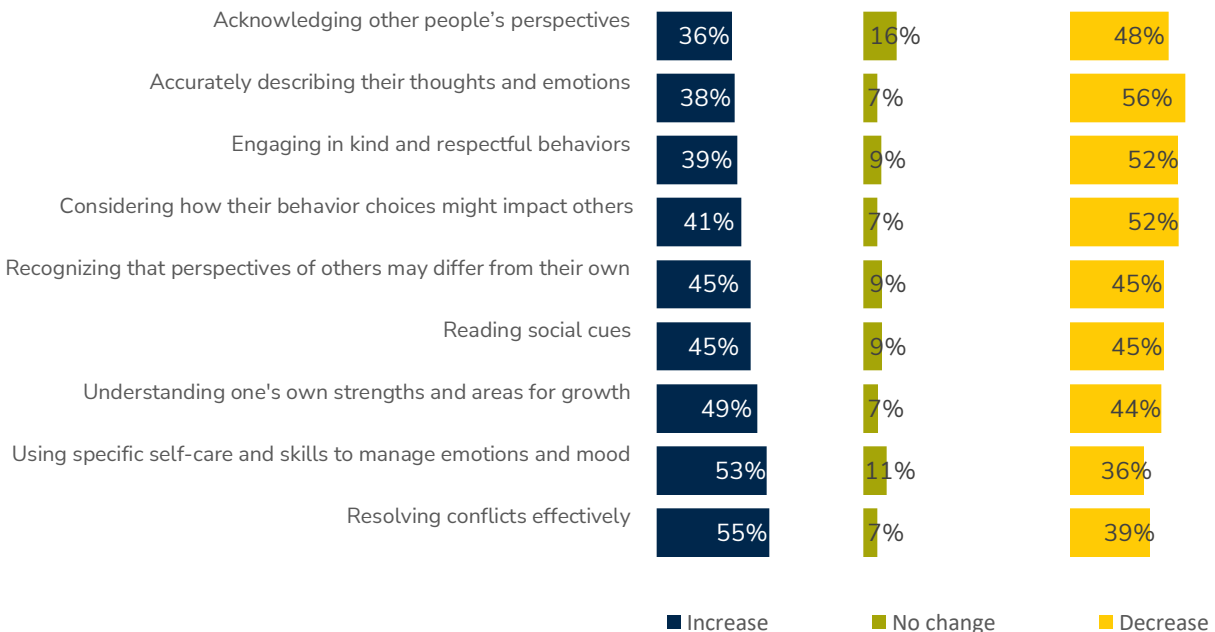 Acknowledging other people’s perspectives 36% 16% 48%
Accurately describing their thoughts and emotions 38% 7% 56%
Engaging in kind and respectful behaviors 39% 9% 52%
Considering how their behavior choices might impact others 41% 7% 52%
Recognizing that perspectives of others may differ from their own 45% 9% 45%
Reading social cues 45% 9% 45%
Understanding one's own strengths and areas for growth 49% 7% 44%
Using specific self-care and skills to manage emotions and mood 53% 11% 36%
Resolving conflicts effectively 55% 7% 39%
Increase No change Decrease